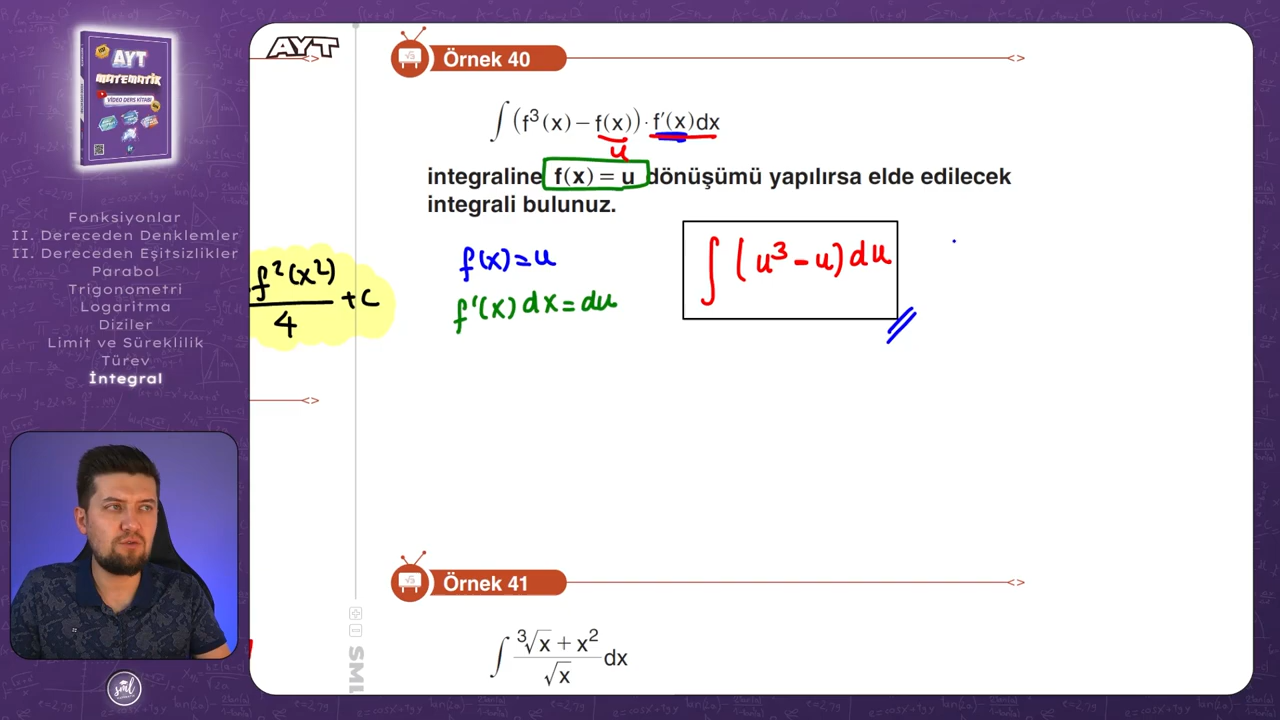 AYT
MATEMATİK
VİDEO DERS KİTABI
Fonksiyonlar
II. Dereceden Denklemler
II. Dereceden Eşitsizlikler
Parabol
Trigonometri
Logaritma
Diziler
Limit ve Süreklilik
Türev
İntegral
sml
AYT
f²(x²)
4
+c
SML
Örnek 40
∫(f³(x) − f(x)) · f'(x)dx
u
integraline f(x) = u dönüşümü yapılırsa elde edilecek
integrali bulunuz.
f(x)=u
f'(x) dx = du
∫(u³−u)du
Örnek 41
∫ (∛x + x²)/√x dx